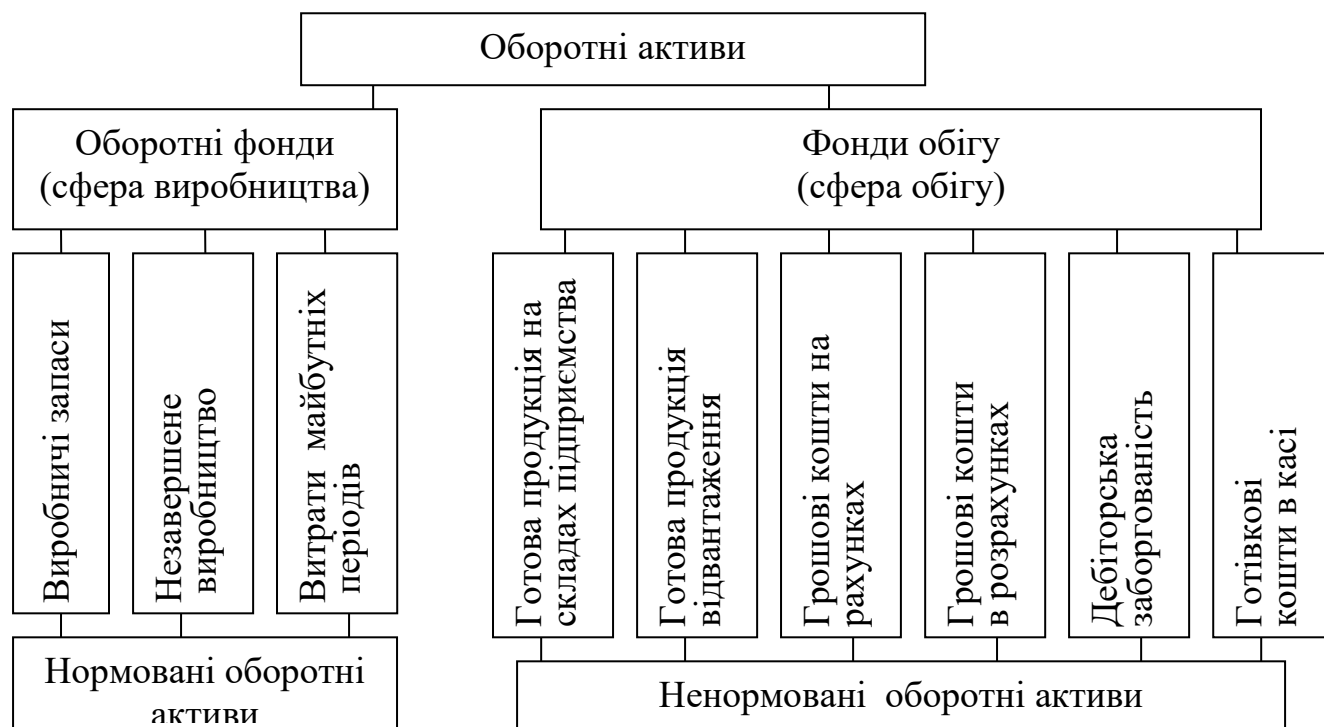 Оборотні активи
Оборотні фонди
(сфера виробництва)
Фонди обігу
(сфера обігу)
Виробничі запаси
Незавершене
виробництво
Витрати  майбутніх
періодів
Готова продукція на
складах підприємства
Готова продукція
відвантаження
Грошові кошти на
рахунках
Грошові кошти
в розрахунках
Дебіторська
заборгованість
Готівкові
кошти в касі
Нормовані оборотні
активи
Ненормовані  оборотні активи